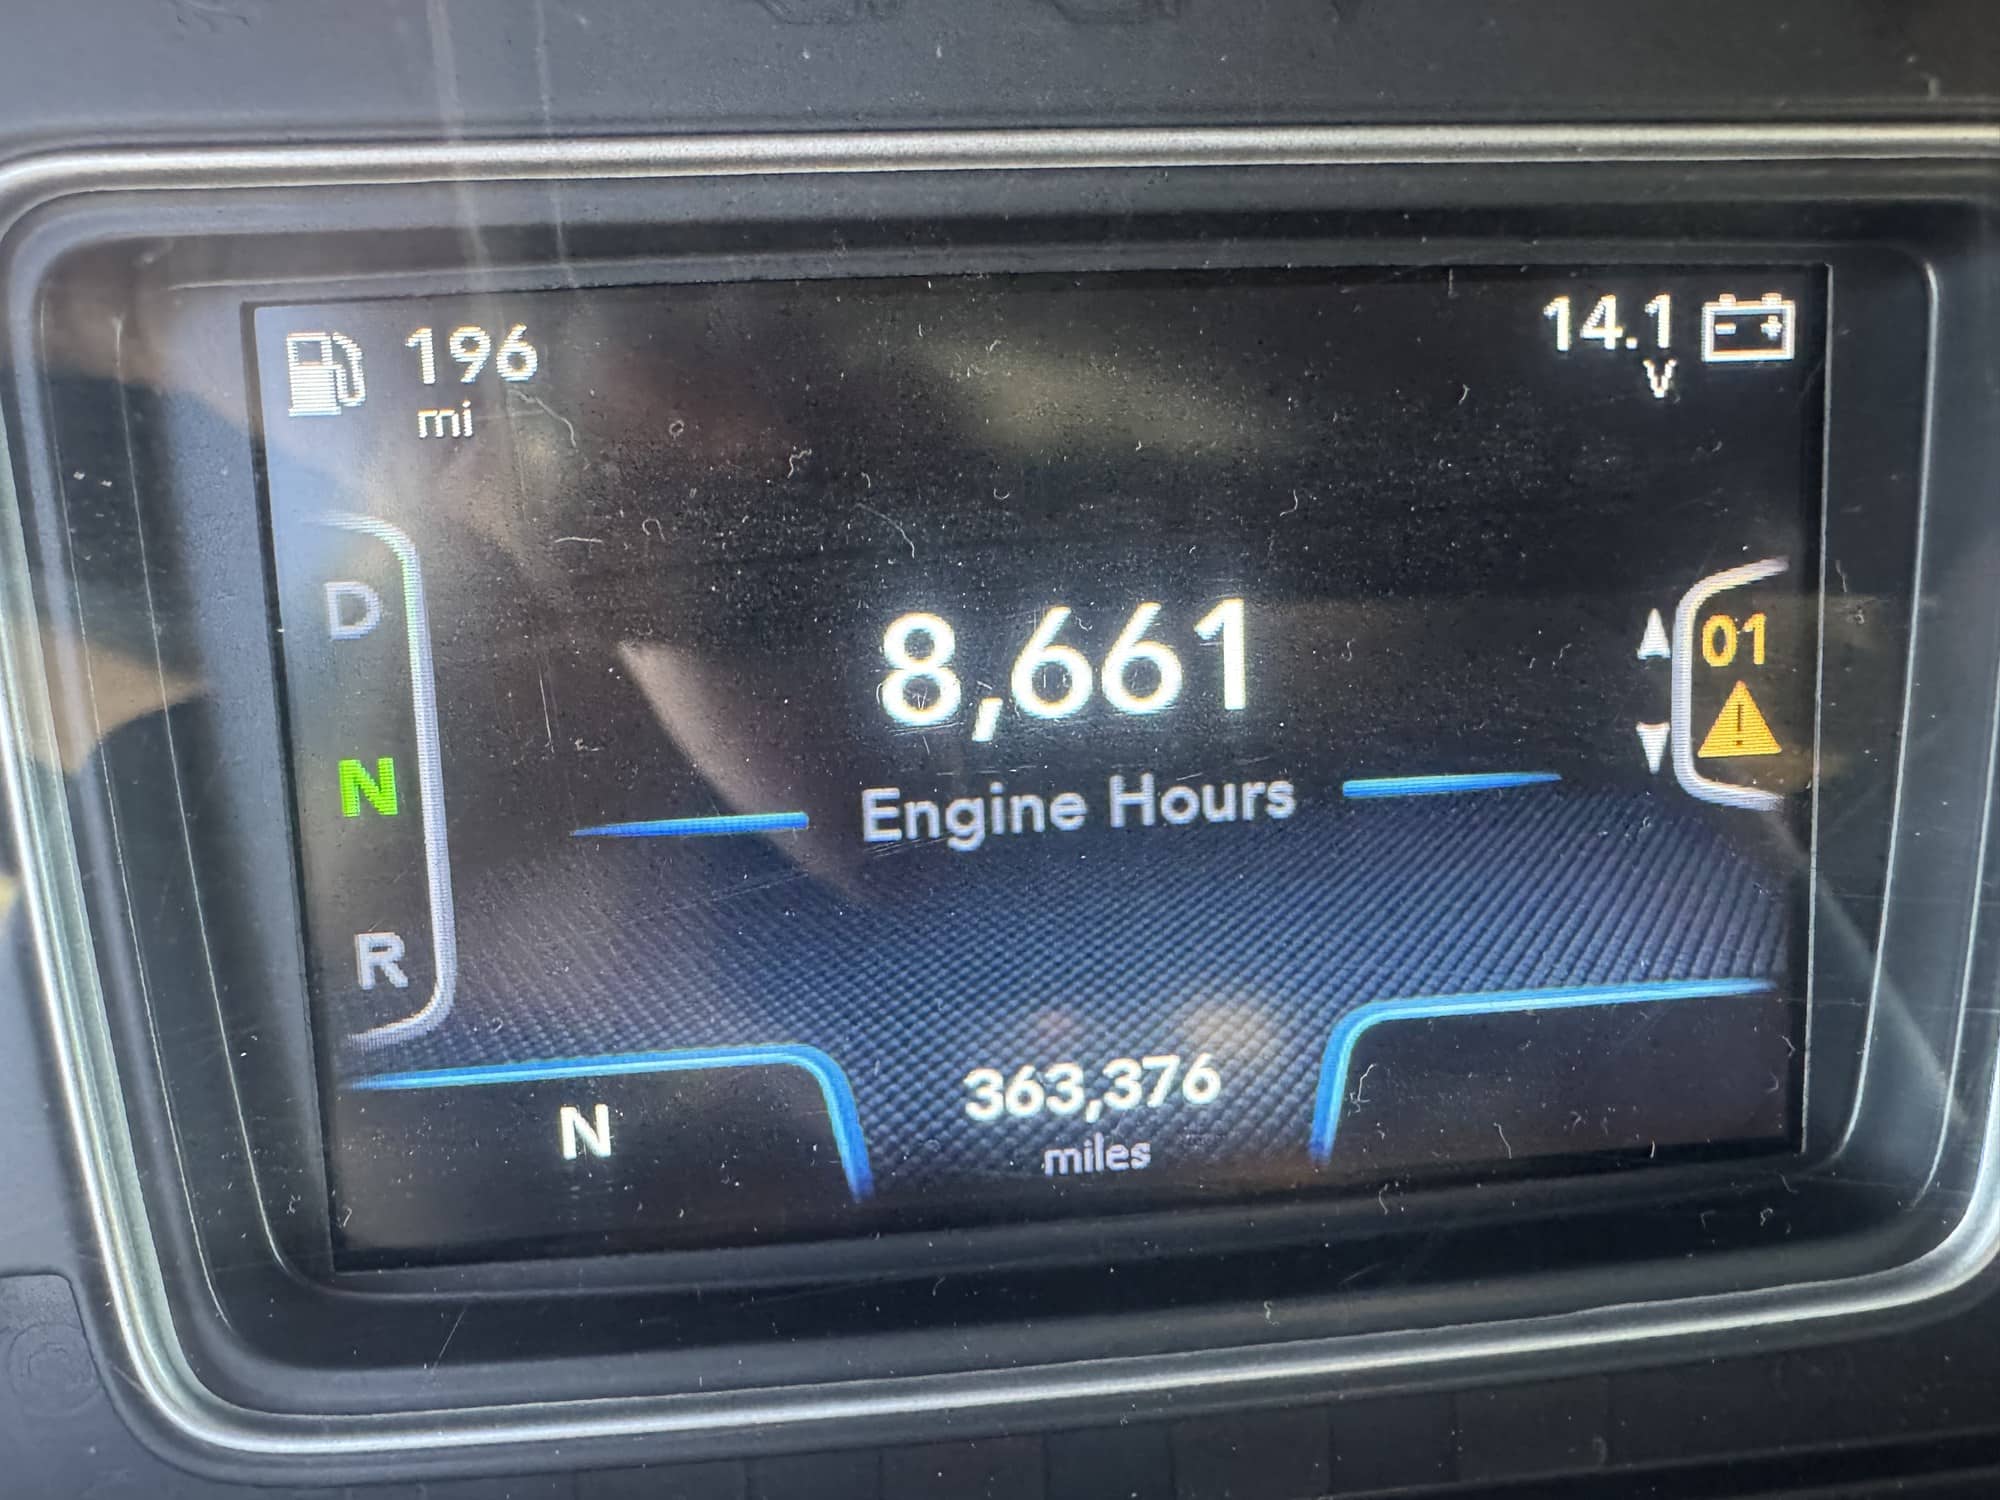 196
mi
14.1
V
D
N
R
8,661
Engine Hours
01
N
363,376
miles